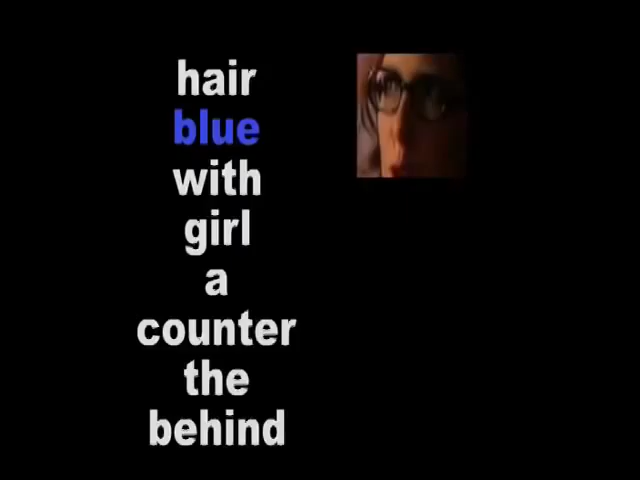 hair
blue
with
girl
a
counter
the
behind